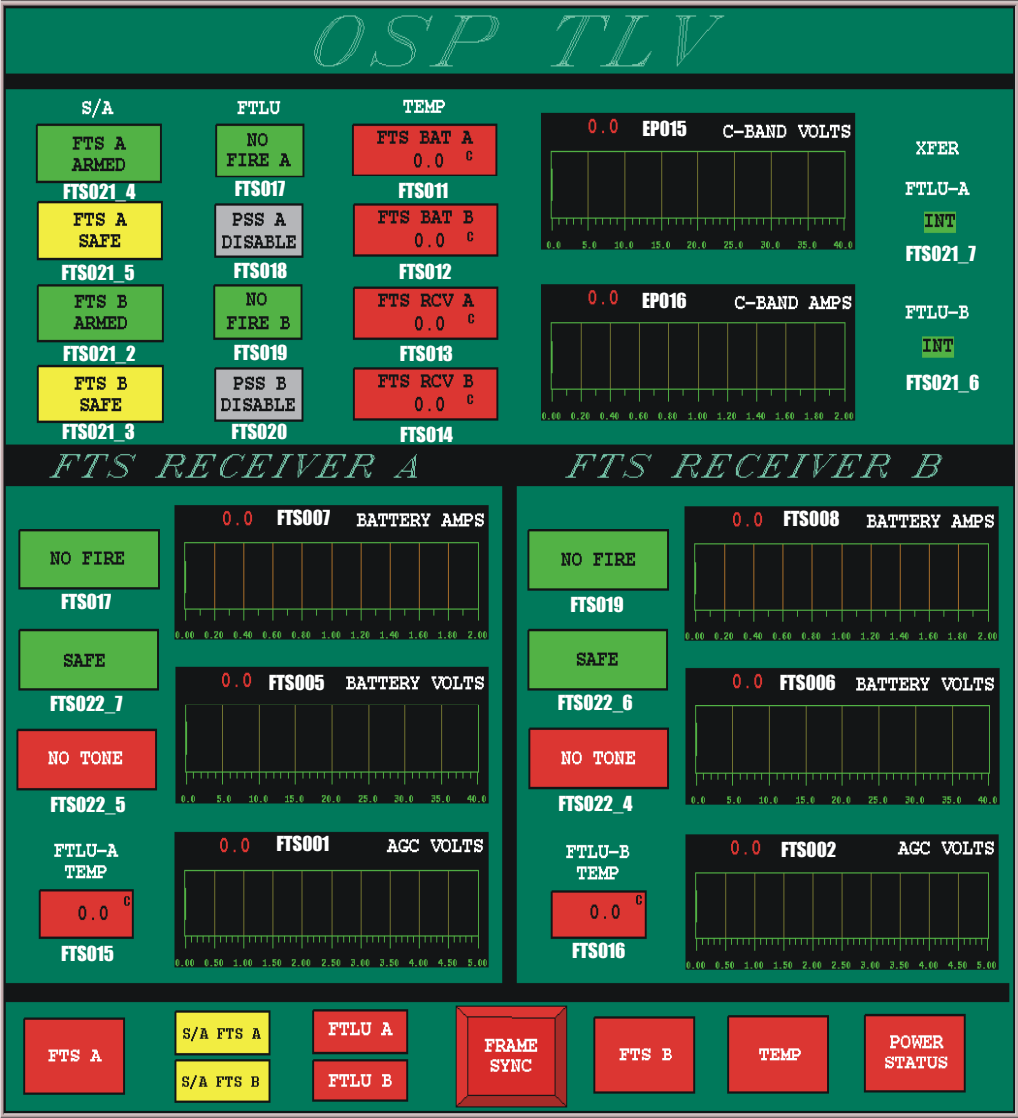 OSP TLV
S/A
FTLU
TEMP
FTS A
ARMED
FTS021_4
NO
FIRE A
FTS017
FTS BAT A
0.0 C
FTS011
FTS A
SAFE
FTS021_5
PSS A
DISABLE
FTS018
FTS BAT B
0.0 C
FTS012
FTS B
ARMED
FTS021_2
NO
FIRE B
FTS019
FTS RCV A
0.0 C
FTS013
FTS B
SAFE
FTS021_3
PSS B
DISABLE
FTS020
FTS RCV B
0.0 C
FTS014
0.0 EP015 C-BAND VOLTS
0.0 5.0 10.0 15.0 20.0 25.0 30.0 35.0 40.0
0.0 EP016 C-BAND AMPS
0.00 0.20 0.40 0.60 0.80 1.00 1.20 1.40 1.60 1.80 2.00
XFER
FTLU-A
INT
FTS021_7
FTLU-B
INT
FTS021_6
FTS RECEIVER A
NO FIRE
FTS017
SAFE
FTS022_7
NO TONE
FTS022_5
FTLU-A
TEMP
0.0 C
FTS015
0.0 FTS007 BATTERY AMPS
0.00 0.20 0.40 0.60 0.80 1.00 1.20 1.40 1.60 1.80 2.00
0.0 FTS005 BATTERY VOLTS
0.0 5.0 10.0 15.0 20.0 25.0 30.0 35.0 40.0
0.0 FTS001 AGC VOLTS
0.00 0.50 1.00 1.50 2.00 2.50 3.00 3.50 4.00 4.50 5.00
FTS RECEIVER B
NO FIRE
FTS019
SAFE
FTS022_6
NO TONE
FTS022_4
FTLU-B
TEMP
0.0 C
FTS016
0.0 FTS008 BATTERY AMPS
0.00 0.20 0.40 0.60 0.80 1.00 1.20 1.40 1.60 1.80 2.00
0.0 FTS006 BATTERY VOLTS
0.0 5.0 10.0 15.0 20.0 25.0 30.0 35.0 40.0
0.0 FTS002 AGC VOLTS
0.00 0.50 1.00 1.50 2.00 2.50 3.00 3.50 4.00 4.50 5.00
FTS A
S/A FTS A
S/A FTS B
FTLU A
FTLU B
FRAME
SYNC
FTS B
TEMP
POWER
STATUS